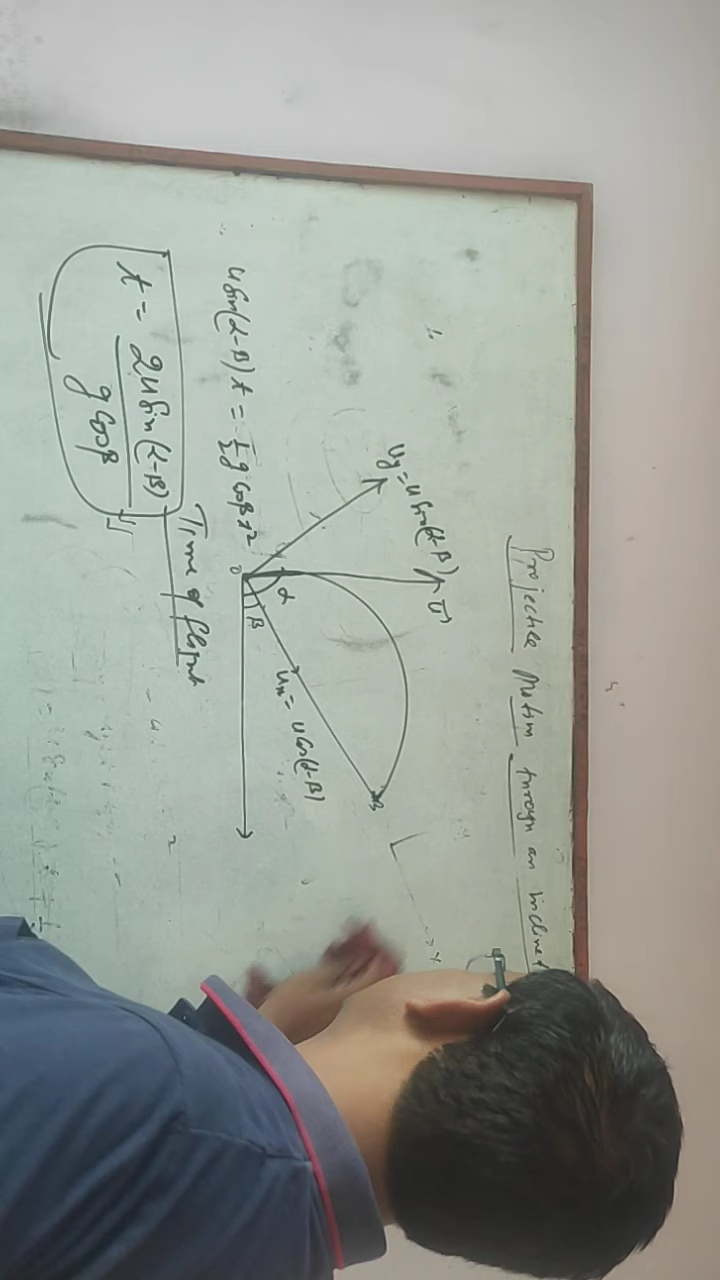 Projectile Motion through an inclined
U
uy = u Sin(α-β)
α
β
O
ux = u Cos(α-β)
B
x
∴ u Sin(α-β) t = 1/2 g Cosβ t²
t = 2u Sin(α-β) / g Cosβ
Time of flight